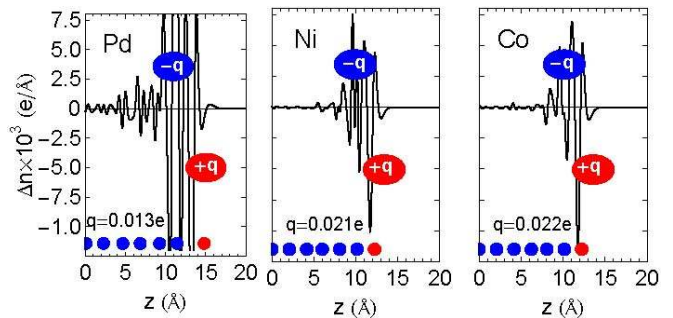 7.5
5.0
2.5
0
−2.5
−5.0
−7.5
−1.0
Δn×10³ (e/Å)
Pd
−q
+q
q=0.013e
0 5 10 15 20
z (Å)
Ni
−q
+q
q=0.021e
0 5 10 15 20
z (Å)
Co
−q
+q
q=0.022e
0 5 10 15 20
z (Å)